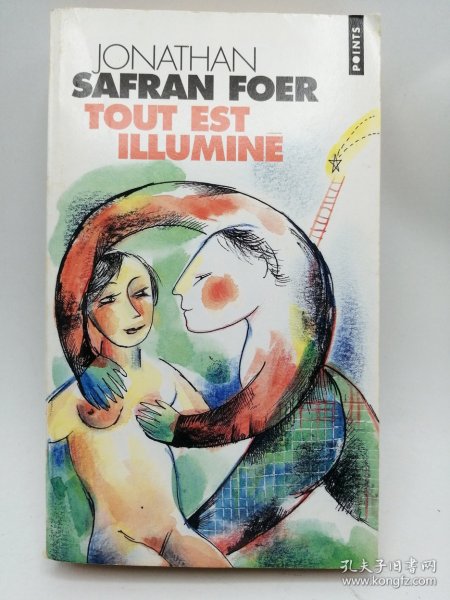 JONATHAN
SAFRAN FOER
TOUT EST
ILLUMINÉ
POINTS
孔夫子旧书网
www.kongfz.com